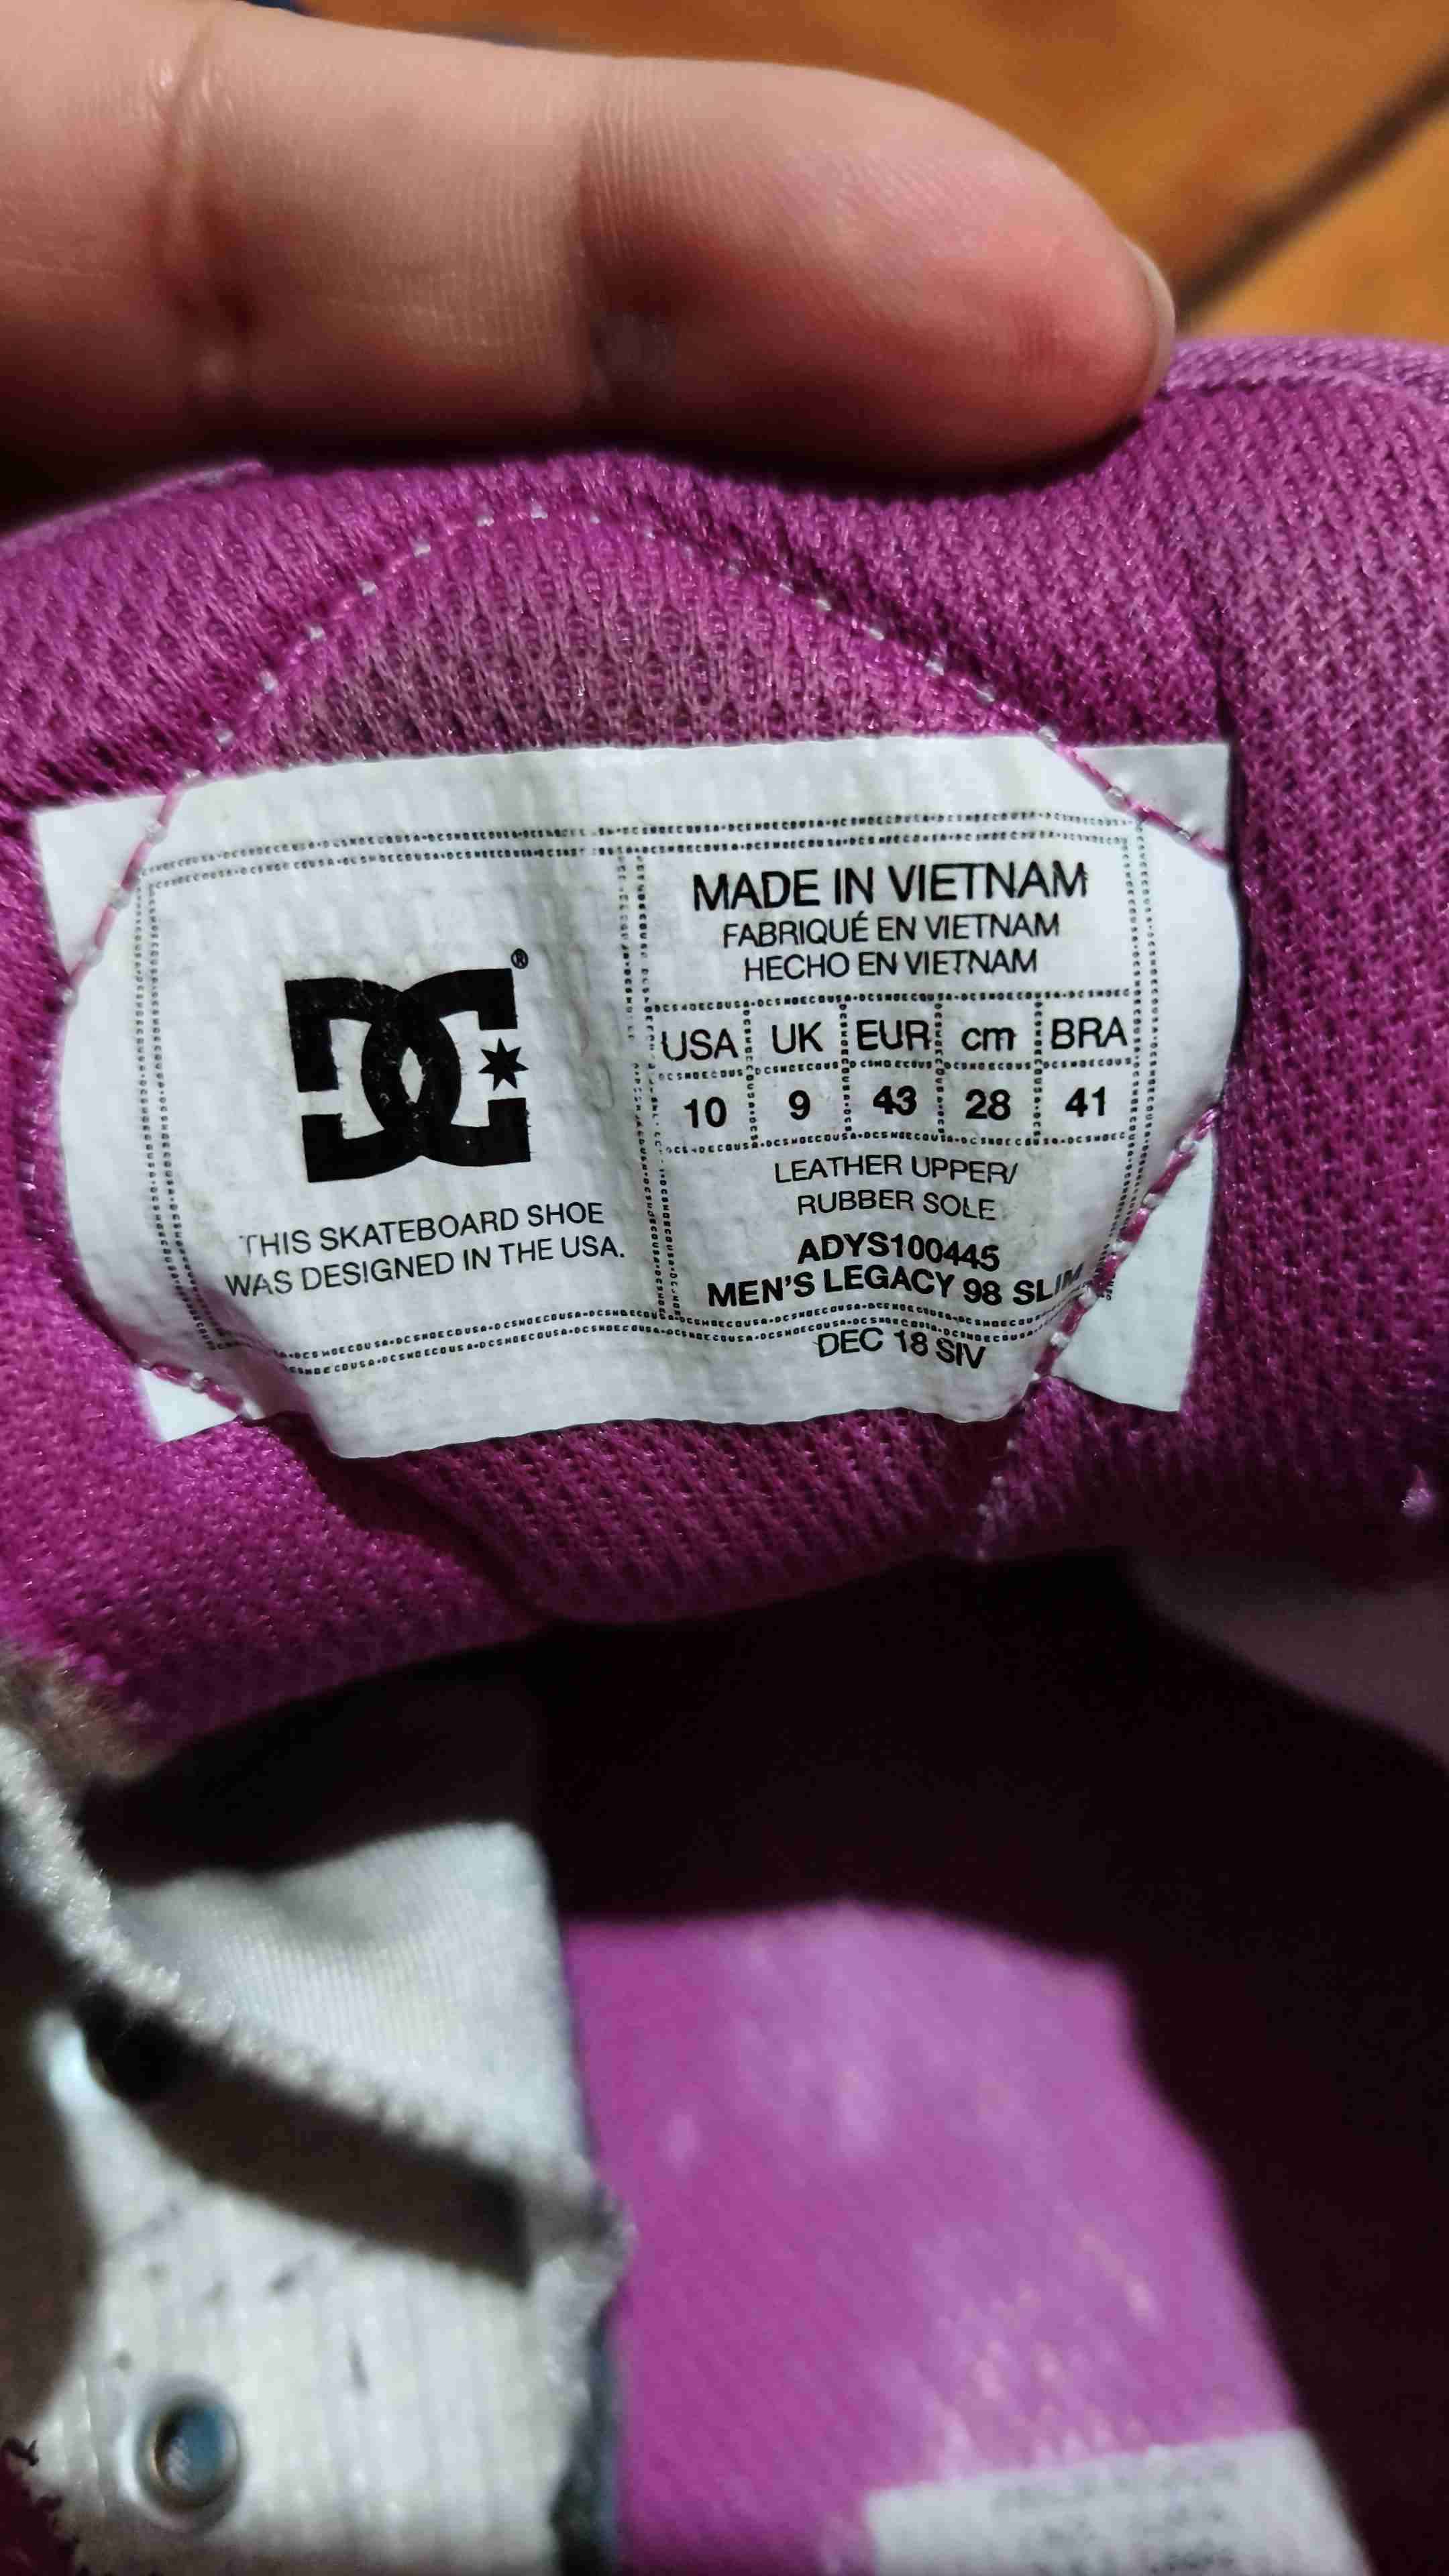 DC®
THIS SKATEBOARD SHOE
WAS DESIGNED IN THE USA.
MADE IN VIETNAM
FABRIQUÉ EN VIETNAM
HECHO EN VIETNAM
USA UK EUR cm BRA
10 9 43 28 41
LEATHER UPPER/
RUBBER SOLE
ADYS100445
MEN'S LEGACY 98 SLIM
DEC 18 SIV